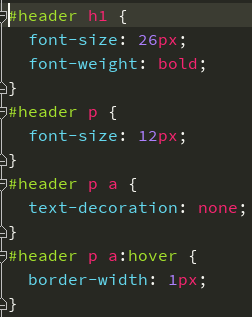 #header h1 {
  font-size: 26px;
  font-weight: bold;
}
#header p {
  font-size: 12px;
}
#header p a {
  text-decoration: none;
}
#header p a:hover {
  border-width: 1px;
}